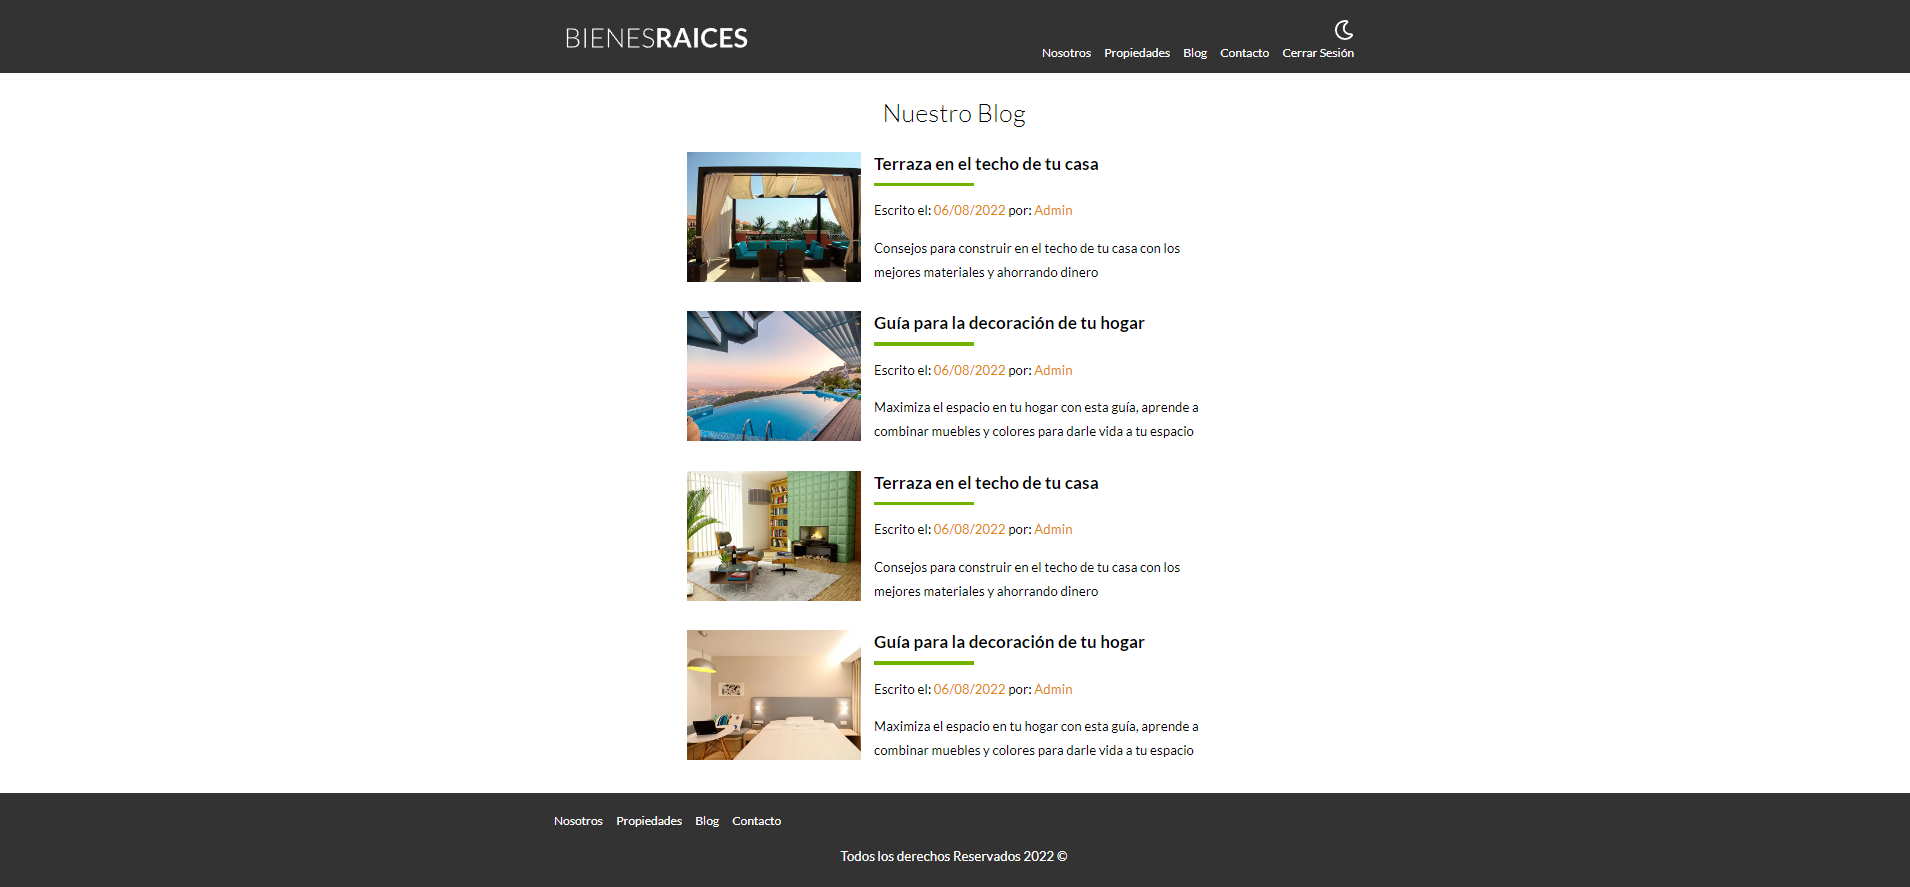 BIENESRAICES
Nosotros Propiedades Blog Contacto Cerrar Sesión
Nuestro Blog
Terraza en el techo de tu casa
Escrito el: 06/08/2022 por: Admin
Consejos para construir en el techo de tu casa con los
mejores materiales y ahorrando dinero
Guía para la decoración de tu hogar
Escrito el: 06/08/2022 por: Admin
Maximiza el espacio en tu hogar con esta guía, aprende a
combinar muebles y colores para darle vida a tu espacio
Terraza en el techo de tu casa
Escrito el: 06/08/2022 por: Admin
Consejos para construir en el techo de tu casa con los
mejores materiales y ahorrando dinero
Guía para la decoración de tu hogar
Escrito el: 06/08/2022 por: Admin
Maximiza el espacio en tu hogar con esta guía, aprende a
combinar muebles y colores para darle vida a tu espacio
Nosotros Propiedades Blog Contacto
Todos los derechos Reservados 2022 ©